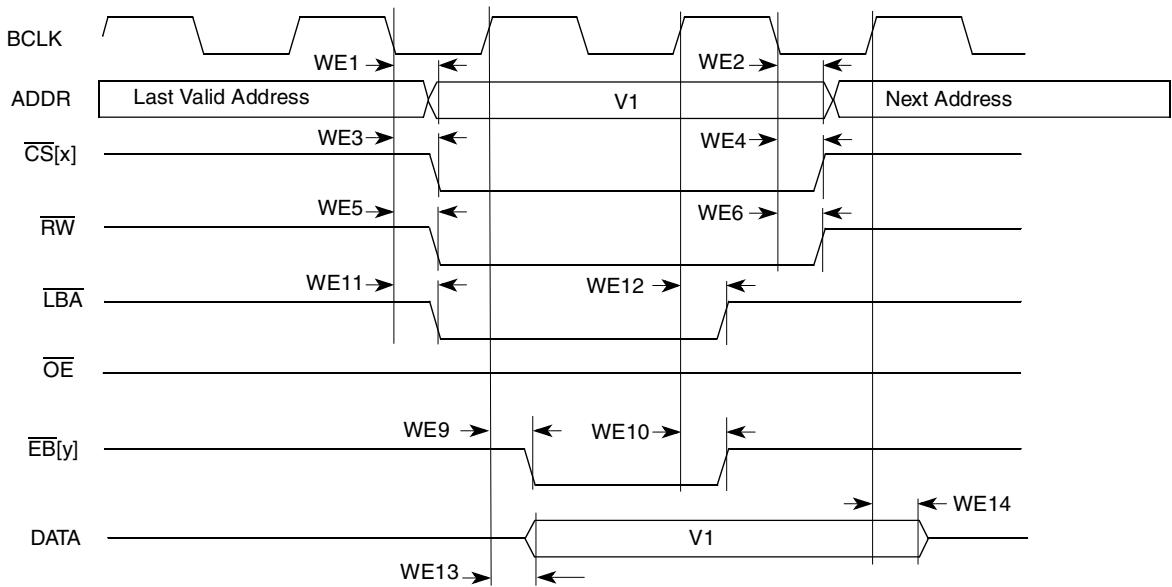 BCLK
WE1
WE2
ADDR
Last Valid Address
V1
Next Address
WE3
WE4
CS[x]
WE5
WE6
RW
WE11
WE12
LBA
OE
WE9
WE10
EB[y]
WE14
DATA
V1
WE13